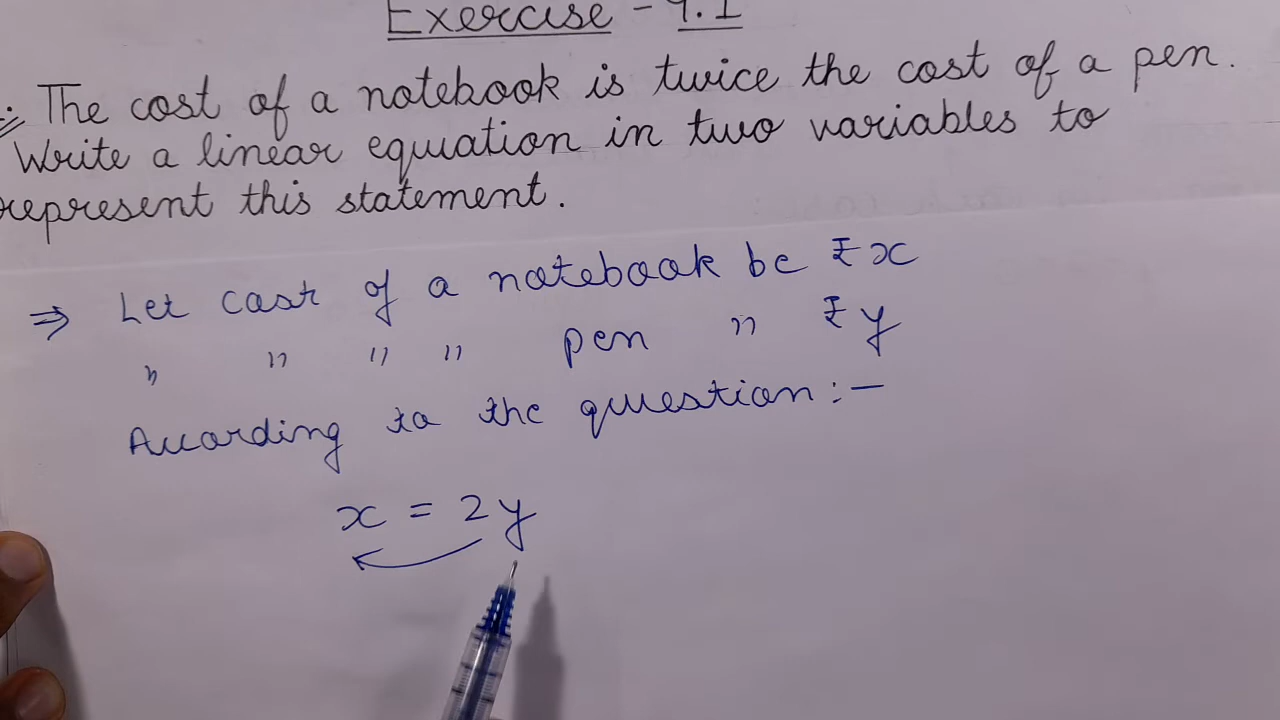 Exercise - 4.1
The cost of a notebook is twice the cost of a pen.
Write a linear equation in two variables to
represent this statement.
⇒ Let cost of a notebook be ₹ x
" " " " pen " ₹ y
According to the question :-
x = 2y